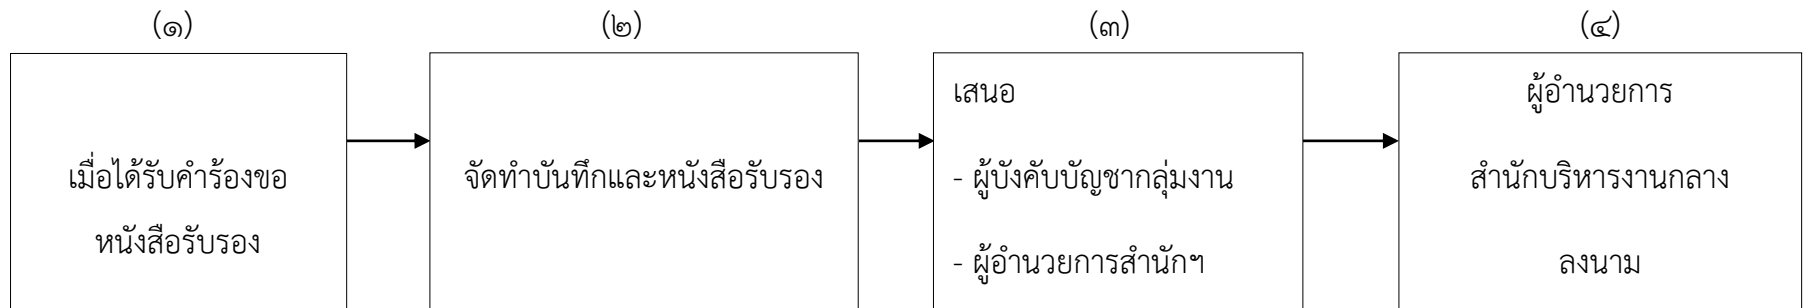 (๑)
เมื่อได้รับคำร้องขอ
หนังสือรับรอง
(๒)
จัดทำบันทึกและหนังสือรับรอง
(๓)
เสนอ
- ผู้บังคับบัญชากลุ่มงาน
- ผู้อำนวยการสำนักฯ
(๔)
ผู้อำนวยการ
สำนักบริหารงานกลาง
ลงนาม